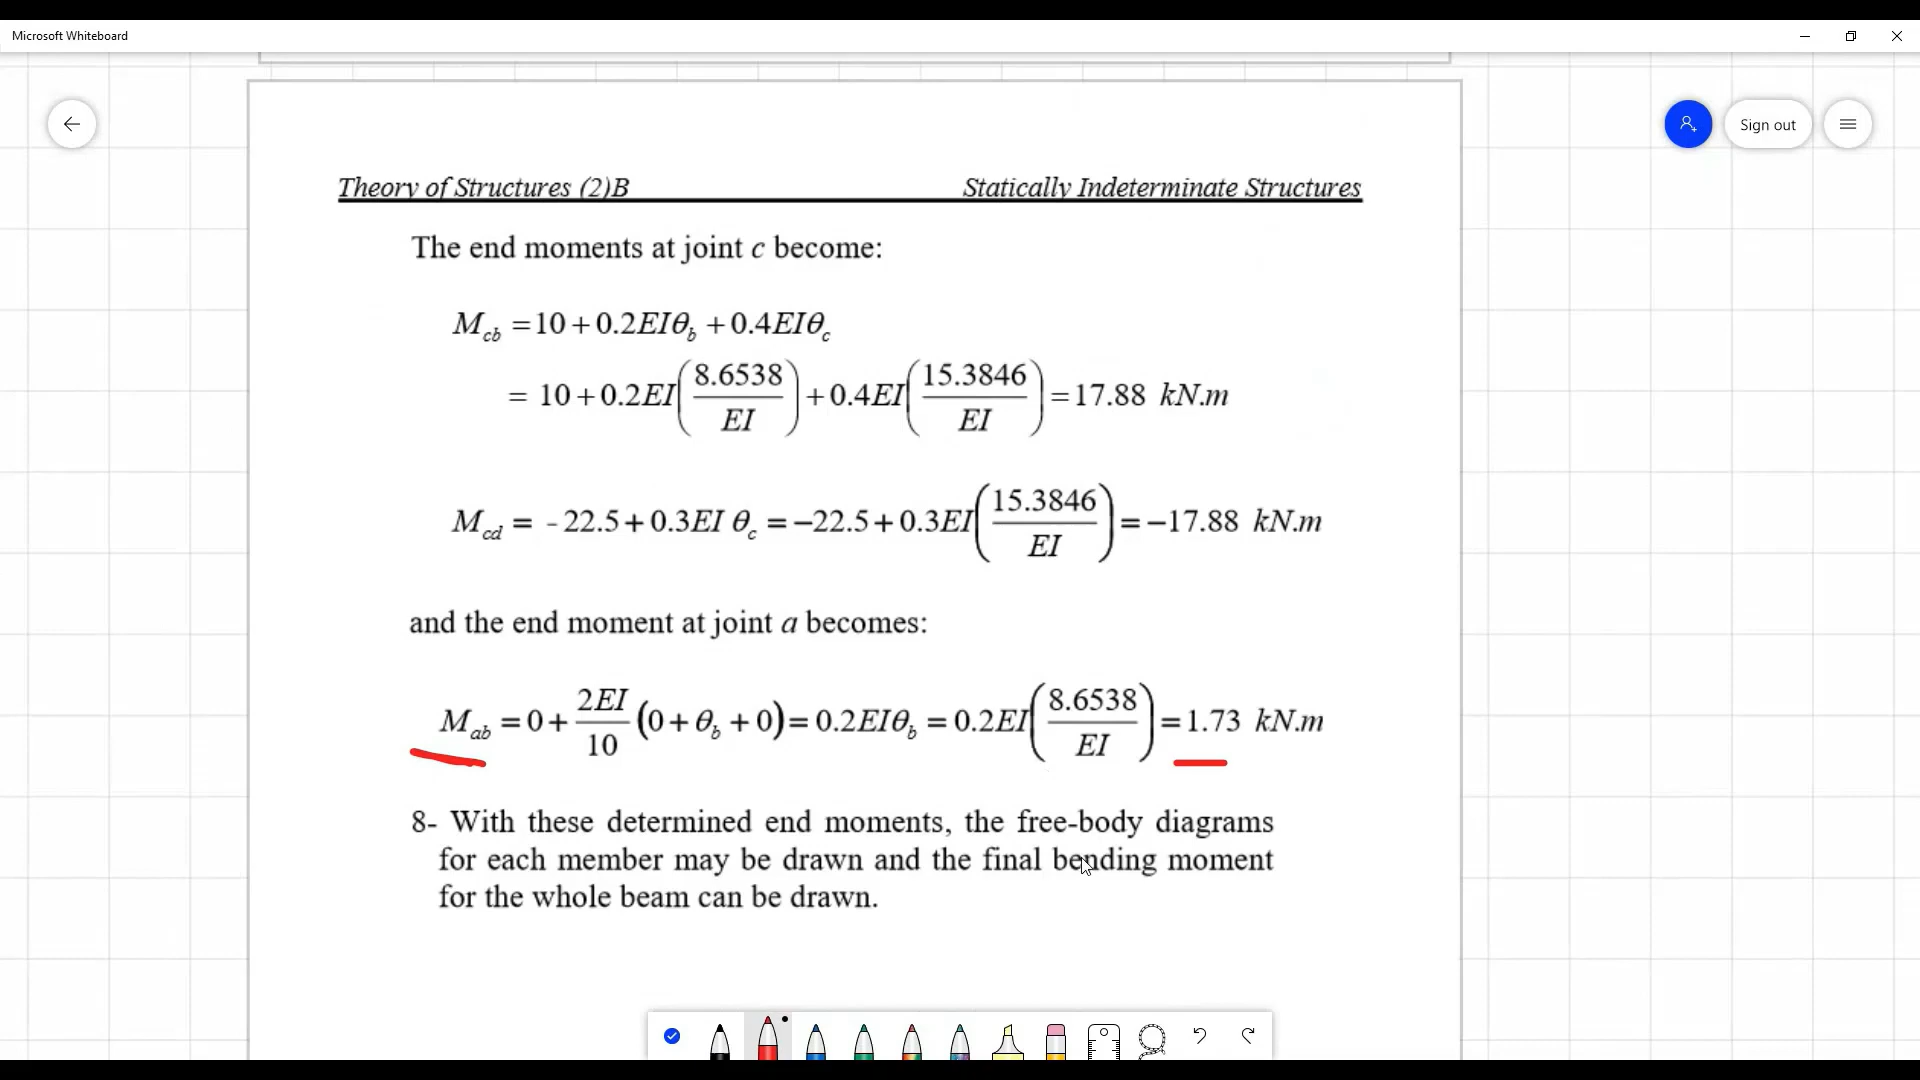 Microsoft Whiteboard
Sign out
Theory of Structures (2)B Statically Indeterminate Structures
The end moments at joint c become:
M_cb = 10 + 0.2EIθ_b + 0.4EIθ_c
= 10 + 0.2EI(8.6538/EI) + 0.4EI(15.3846/EI) = 17.88 kN.m
M_cd = - 22.5 + 0.3EI θ_c = −22.5 + 0.3EI(15.3846/EI) = −17.88 kN.m
and the end moment at joint a becomes:
M_ab = 0 + 2EI/10 (0 + θ_b + 0) = 0.2EIθ_b = 0.2EI(8.6538/EI) = 1.73 kN.m
8- With these determined end moments, the free-body diagrams
for each member may be drawn and the final bending moment
for the whole beam can be drawn.